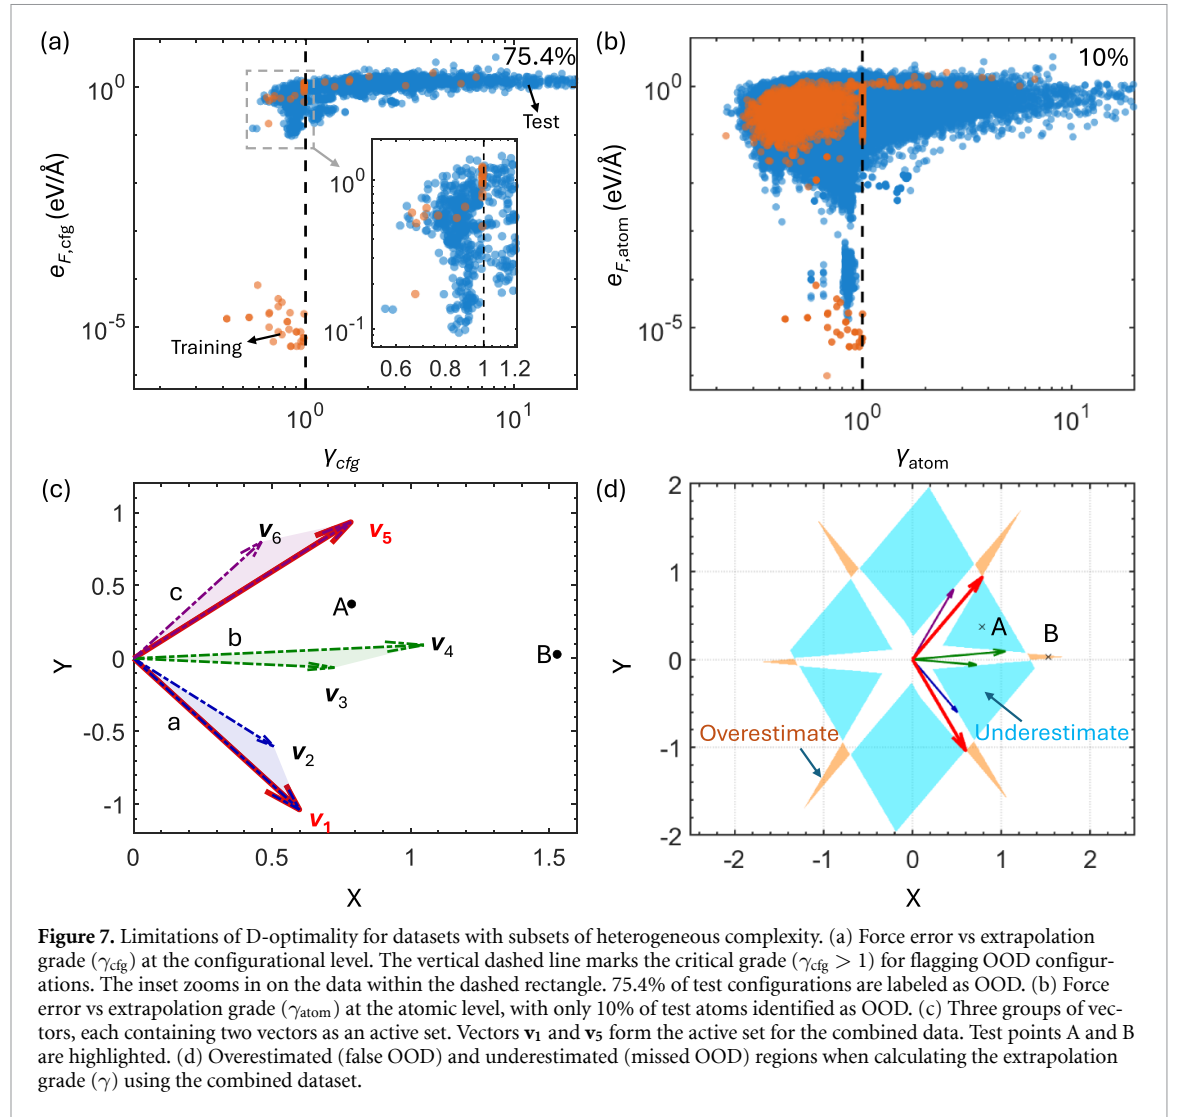 (a)
75.4%
10⁰
Test
e_F,cfg (eV/Å)
10⁰
10⁻¹
0.6 0.8 1 1.2
10⁻⁵
Training
10⁰ 10¹
γ_cfg
(b)
10%
10⁰
e_F,atom (eV/Å)
10⁻⁵
10⁰ 10¹
γ_atom
(c)
1
v₆
v₅
0.5
c
A
b
v₄
B
Y
0
v₃
a
-0.5
v₂
-1
v₁
0 0.5 1 1.5
X
(d)
2
1
A
B
Y
0
Overestimate
Underestimate
-1
-2
-2 -1 0 1 2
X
Figure 7. Limitations of D-optimality for datasets with subsets of heterogeneous complexity. (a) Force error vs extrapolation
grade (γcfg) at the configurational level. The vertical dashed line marks the critical grade (γcfg > 1) for flagging OOD configur-
ations. The inset zooms in on the data within the dashed rectangle. 75.4% of test configurations are labeled as OOD. (b) Force
error vs extrapolation grade (γatom) at the atomic level, with only 10% of test atoms identified as OOD. (c) Three groups of vec-
tors, each containing two vectors as an active set. Vectors v₁ and v₅ form the active set for the combined data. Test points A and B
are highlighted. (d) Overestimated (false OOD) and underestimated (missed OOD) regions when calculating the extrapolation
grade (γ) using the combined dataset.